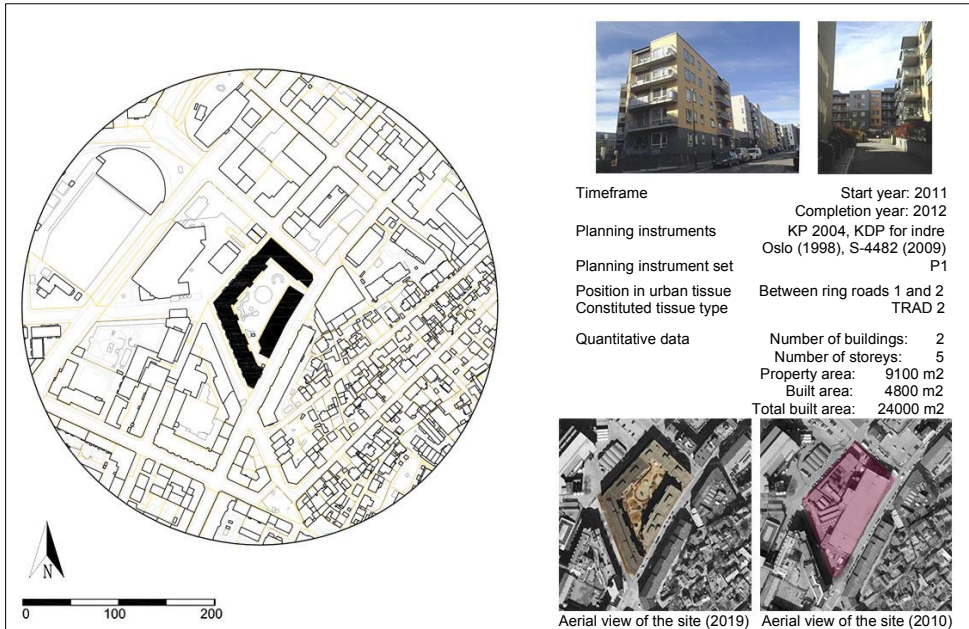 Timeframe Start year: 2011
Completion year: 2012
Planning instruments KP 2004, KDP for indre
Oslo (1998), S-4482 (2009)
Planning instrument set P1
Position in urban tissue Between ring roads 1 and 2
Constituted tissue type TRAD 2
Quantitative data Number of buildings: 2
Number of storeys: 5
Property area: 9100 m2
Built area: 4800 m2
Total built area: 24000 m2
N
0 100 200
Aerial view of the site (2019) Aerial view of the site (2010)